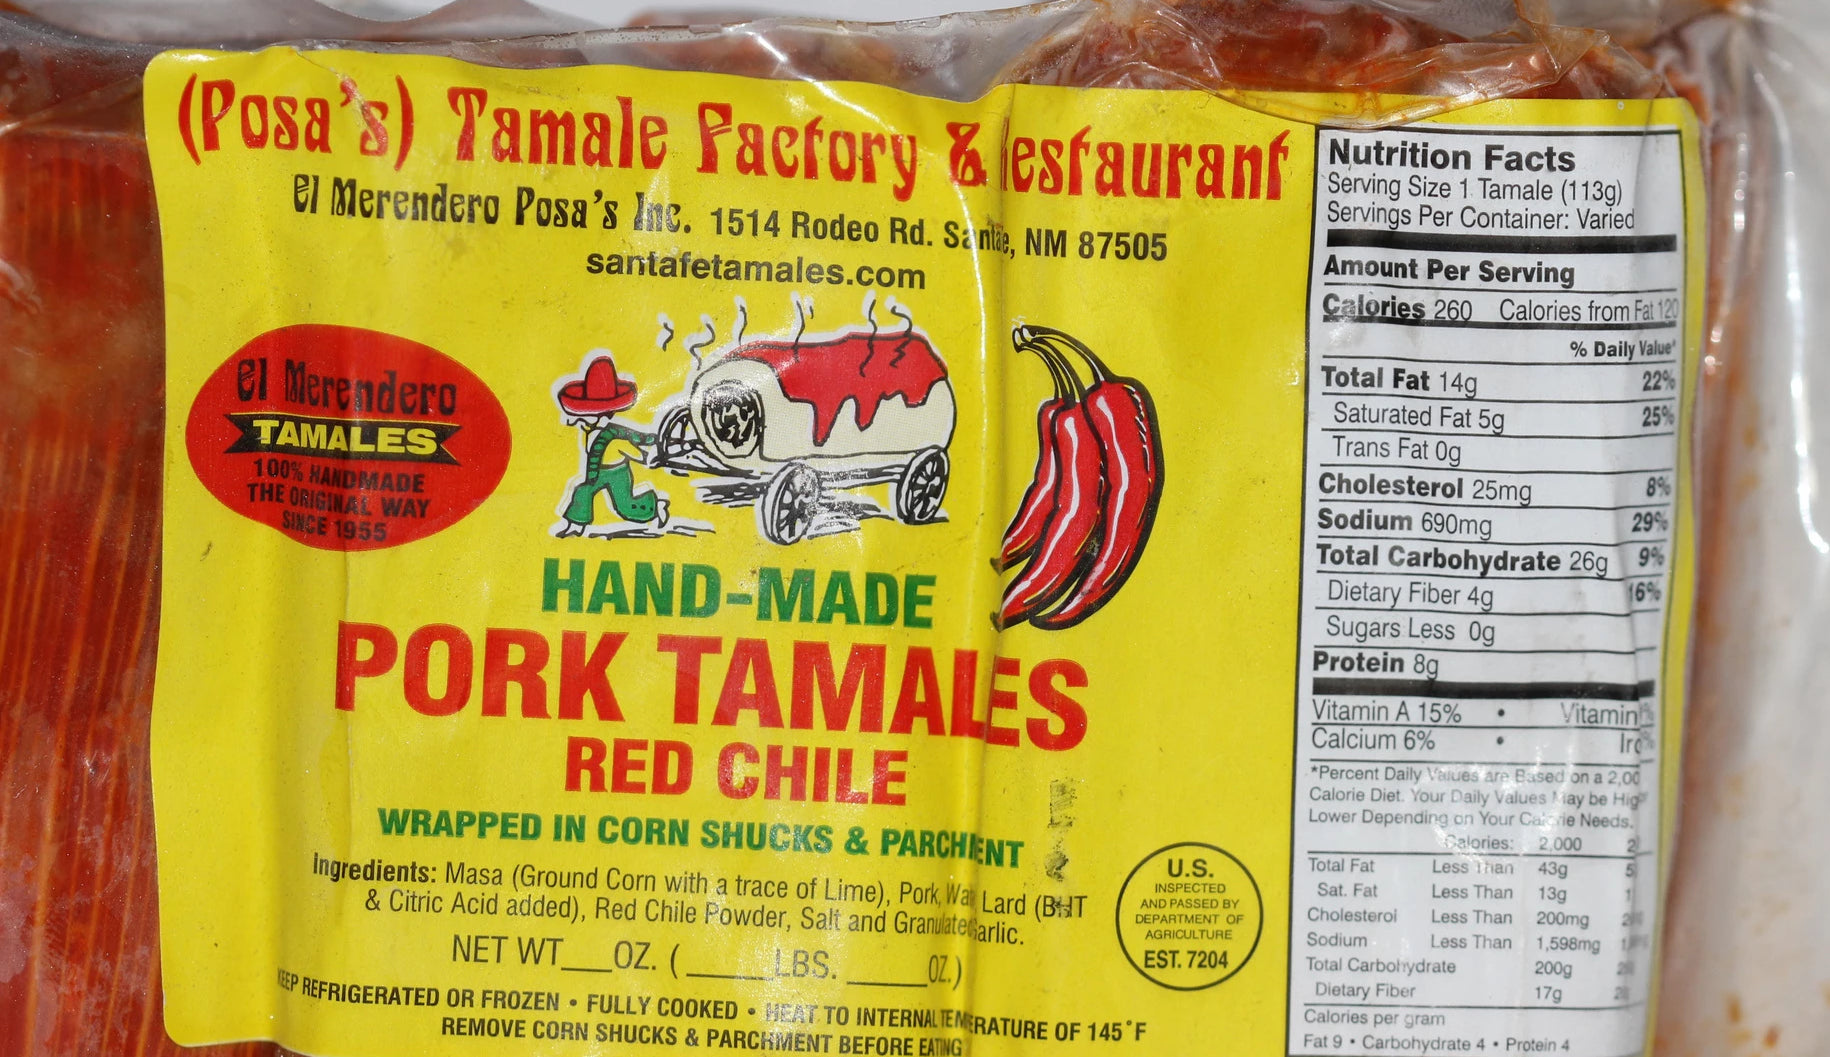 (Posa's) Tamale Factory &
El Merendero Posa's Inc. 1514 Rodeo Rd. NM 87505
santafetamales.com
El Merendero
TAMALES
100% HANDMADE
THE ORIGINAL WAY
SINCE 1955
HAND-MADE
PORK TAMALES
RED CHILE
WRAPPED IN CORN SHUCKS & PARCHMENT
Ingredients: Masa (Ground Corn with a trace of Lime), Pork, Lard (BHT
& Citric Acid added), Red Chile Powder, Salt and Granulated
NET WT___OZ. (_____LBS. _____OZ.)
REFRIGERATED OR FROZEN • FULLY COOKED • HEAT TO INTERNAL TEMPERATURE OF 145°F
REMOVE CORN SHUCKS & PARCHMENT BEFORE EATING
U.S.
INSPECTED
AND PASSED BY
DEPARTMENT OF
AGRICULTURE
EST. 7204
Nutrition Facts
Serving Size 1 Tamale (113g)
Servings Per Container: Varied
Amount Per Serving
Calories 260 Calories from Fat 120
% Daily Value*
Total Fat 14g 22%
Saturated Fat 5g 25%
Trans Fat 0g
Cholesterol 25mg 8%
Sodium 690mg 29%
Total Carbohydrate 26g 9%
Dietary Fiber 4g 16%
Sugars Less 0g
Protein 8g
Vitamin A 15% • Vitamin
Calcium 6% •
*Percent Daily Values are Based on a
Calorie Diet. Your Daily Values May be
Lower Depending on Your Calorie Needs.
Calories: 2,000
Total Fat Less Than 43g
Sat. Fat Less Than 13g
Cholesterol Less Than 200mg
Sodium Less Than 1,598mg
Total Carbohydrate 200g
Dietary Fiber 17g
Calories per gram
Fat 9 • Carbohydrate 4 • Protein 4